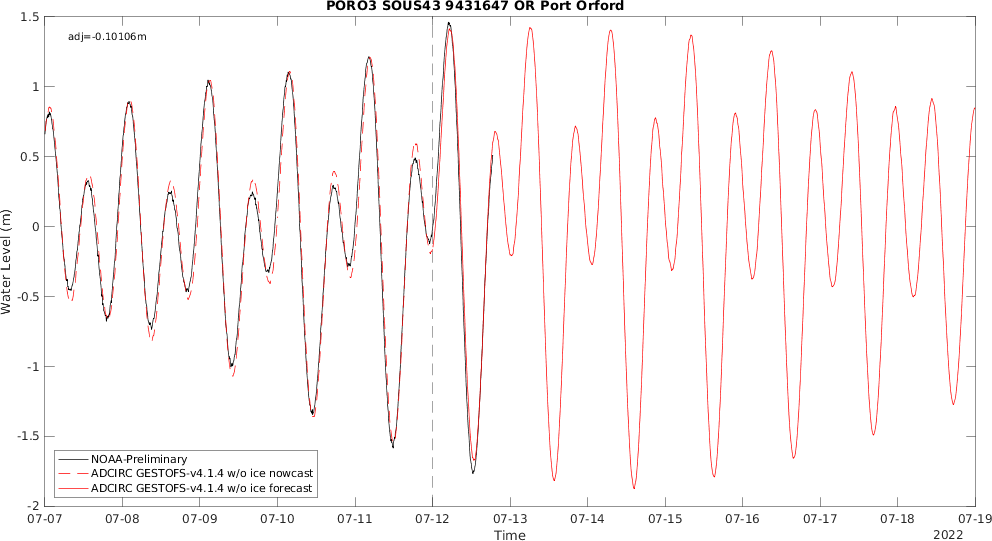 PORO3 SOUS43 9431647 OR Port Orford
adj=-0.10106m
1.5
1
0.5
0
-0.5
-1
-1.5
-2
Water Level (m)
NOAA-Preliminary
ADCIRC GESTOFS-v4.1.4 w/o ice nowcast
ADCIRC GESTOFS-v4.1.4 w/o ice forecast
07-07 07-08 07-09 07-10 07-11 07-12 07-13 07-14 07-15 07-16 07-17 07-18 07-19
Time
2022